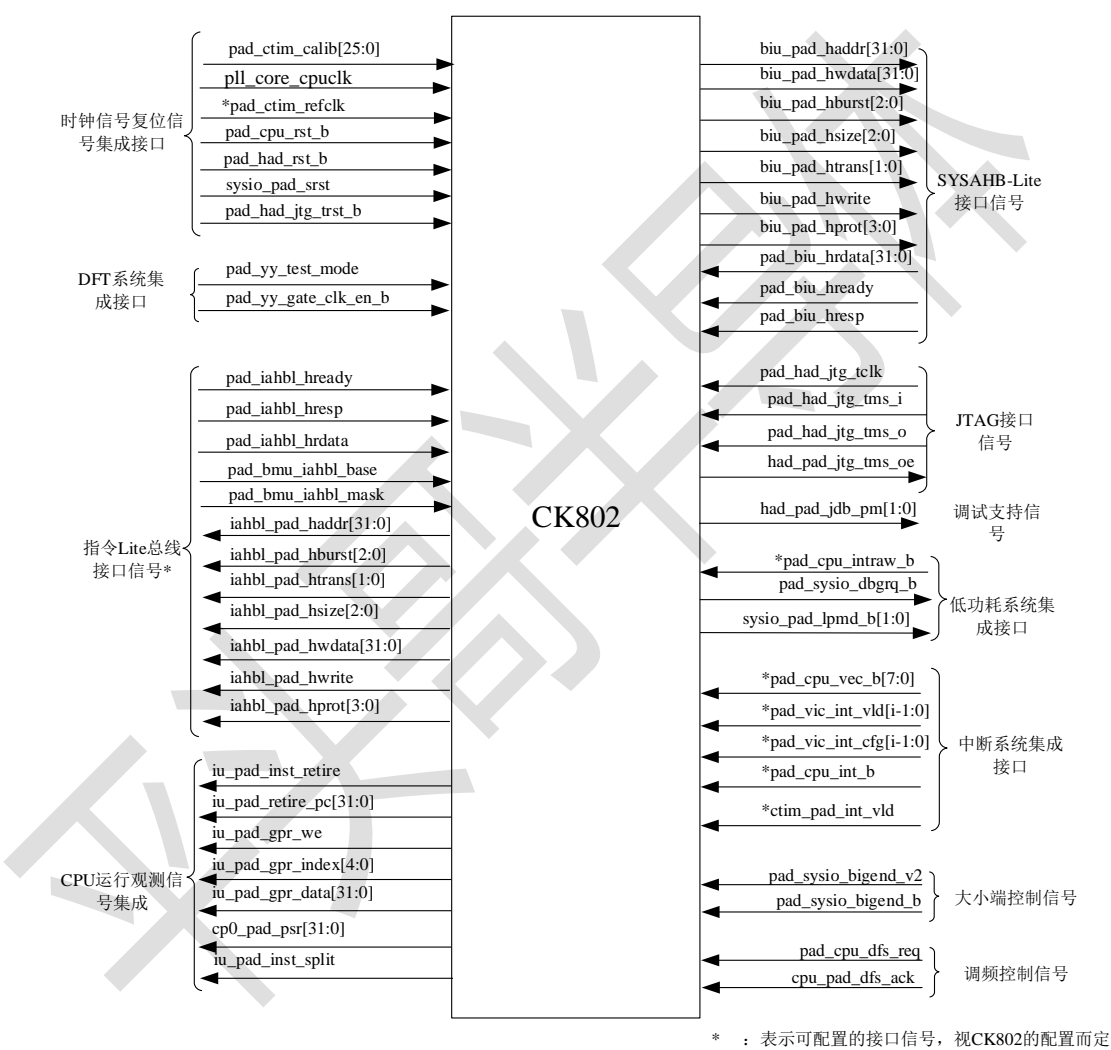 pad_ctim_calib[25:0]
pll_core_cpuclk
*pad_ctim_refclk
pad_cpu_rst_b
pad_had_rst_b
sysio_pad_srst
pad_had_jtg_trst_b
时钟信号复位信
号集成接口
pad_yy_test_mode
pad_yy_gate_clk_en_b
DFT系统集
成接口
pad_iahbl_hready
pad_iahbl_hresp
pad_iahbl_hrdata
pad_bmu_iahbl_base
pad_bmu_iahbl_mask
iahbl_pad_haddr[31:0]
iahbl_pad_hburst[2:0]
iahbl_pad_htrans[1:0]
iahbl_pad_hsize[2:0]
iahbl_pad_hwdata[31:0]
iahbl_pad_hwrite
iahbl_pad_hprot[3:0]
指令Lite总线
接口信号*
iu_pad_inst_retire
iu_pad_retire_pc[31:0]
iu_pad_gpr_we
iu_pad_gpr_index[4:0]
iu_pad_gpr_data[31:0]
cp0_pad_psr[31:0]
iu_pad_inst_split
CPU运行观测信
号集成
CK802
biu_pad_haddr[31:0]
biu_pad_hwdata[31:0]
biu_pad_hburst[2:0]
biu_pad_hsize[2:0]
biu_pad_htrans[1:0]
biu_pad_hwrite
biu_pad_hprot[3:0]
pad_biu_hrdata[31:0]
pad_biu_hready
pad_biu_hresp
SYSAHB-Lite
接口信号
pad_had_jtg_tclk
pad_had_jtg_tms_i
pad_had_jtg_tms_o
had_pad_jtg_tms_oe
JTAG接口
信号
had_pad_jdb_pm[1:0]
调试支持信
号
*pad_cpu_intraw_b
pad_sysio_dbgrq_b
sysio_pad_lpmd_b[1:0]
低功耗系统集
成接口
*pad_cpu_vec_b[7:0]
*pad_vic_int_vld[i-1:0]
*pad_vic_int_cfg[i-1:0]
*pad_cpu_int_b
*ctim_pad_int_vld
中断系统集成
接口
pad_sysio_bigend_v2
pad_sysio_bigend_b
大小端控制信号
pad_cpu_dfs_req
cpu_pad_dfs_ack
调频控制信号
* ：表示可配置的接口信号，视CK802的配置而定
平头哥半导体